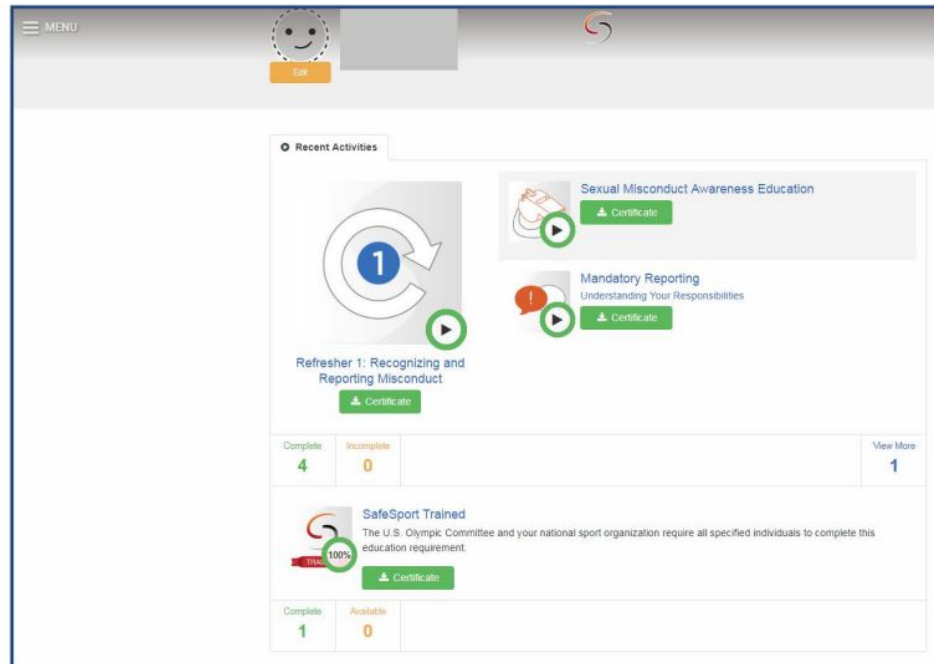 MENU
Edit
Recent Activities
1
Refresher 1: Recognizing and
Reporting Misconduct
Certificate
Sexual Misconduct Awareness Education
Certificate
Mandatory Reporting
Understanding Your Responsibilities
Certificate
Complete
4
Incomplete
0
View More
1
SafeSport Trained
The U.S. Olympic Committee and your national sport organization require all specified individuals to complete this
education requirement.
100%
Certificate
Complete
1
Available
0